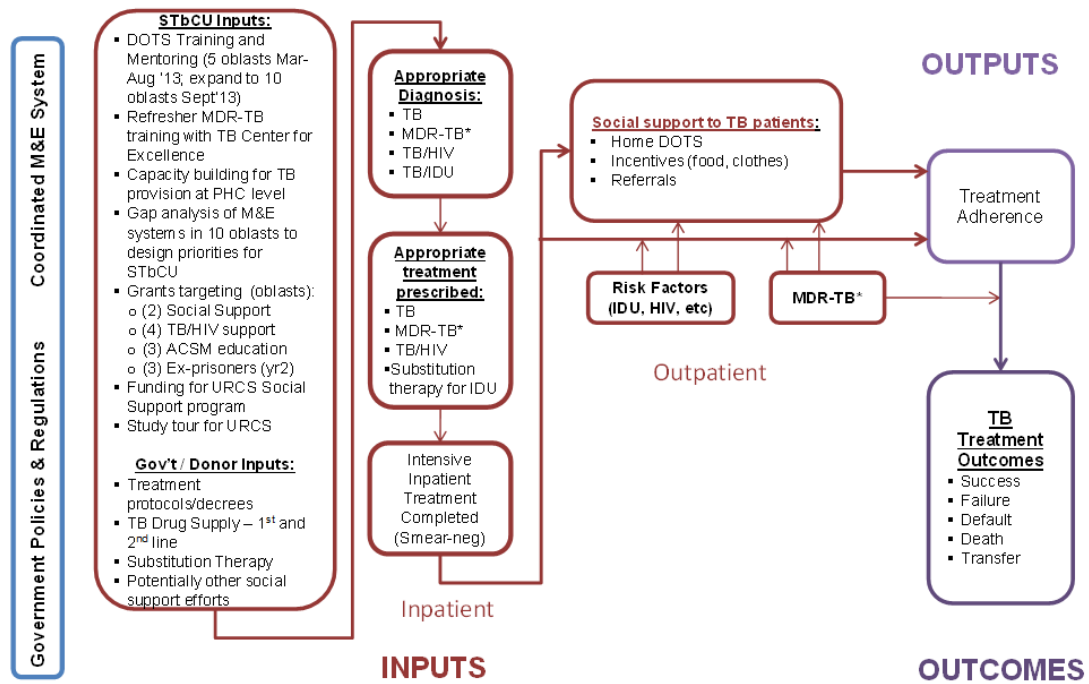 Coordinated M&E System
Government Policies & Regulations
STbCU Inputs:
▪ DOTS Training and
Mentoring (5 oblasts Mar-
Aug '13; expand to 10
oblasts Sept'13)
▪ Refresher MDR-TB
training with TB Center for
Excellence
▪ Capacity building for TB
provision at PHC level
▪ Gap analysis of M&E
systems in 10 oblasts to
design priorities for
STbCU
▪ Grants targeting (oblasts):
o (2) Social Support
o (4) TB/HIV support
o (3) ACSM education
o (3) Ex-prisoners (yr2)
▪ Funding for URCS Social
Support program
▪ Study tour for URCS
Gov't / Donor Inputs:
▪ Treatment
protocols/decrees
▪ TB Drug Supply – 1st and
2nd line
▪ Substitution Therapy
▪ Potentially other social
support efforts
Appropriate
Diagnosis:
▪ TB
▪ MDR-TB*
▪ TB/HIV
▪ TB/IDU
Appropriate
treatment
prescribed:
▪ TB
▪ MDR-TB*
▪ TB/HIV
▪Substitution
therapy for IDU
Intensive
Inpatient
Treatment
Completed
(Smear-neg)
Inpatient
INPUTS
Social support to TB patients:
▪ Home DOTS
▪ Incentives (food, clothes)
▪ Referrals
Risk Factors
(IDU, HIV, etc)
MDR-TB*
Outpatient
OUTPUTS
Treatment
Adherence
TB
Treatment
Outcomes
▪ Success
▪ Failure
▪ Default
▪ Death
▪ Transfer
OUTCOMES